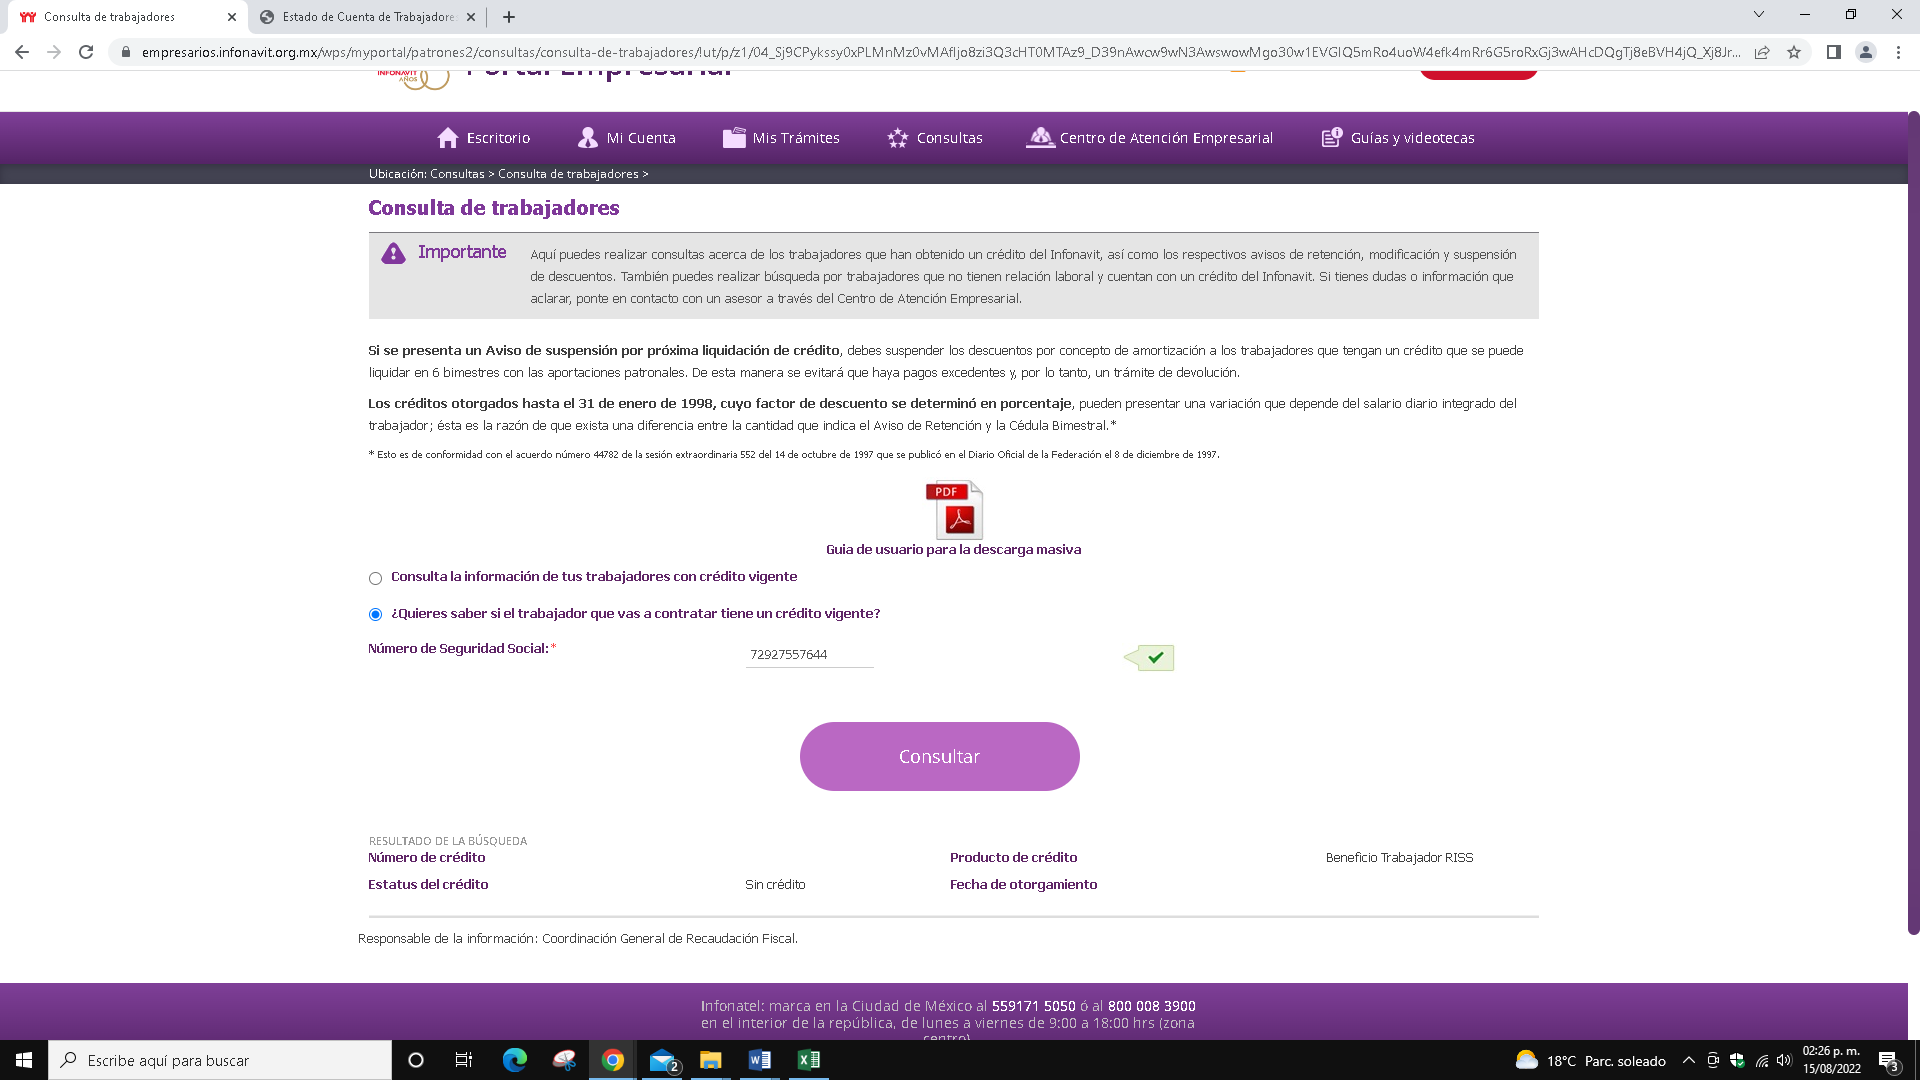 Consulta de trabajadores
Estado de Cuenta de Trabajadore
empresarios.infonavit.org.mx/wps/myportal/patrones2/consultas/consulta-de-trabajadores/!ut/p/z1/
INFONAVIT
AÑOS
Portal Empresarial
Escritorio
Mi Cuenta
Mis Trámites
Consultas
Centro de Atención Empresarial
Guías y videotecas
Ubicación: Consultas > Consulta de trabajadores >
Consulta de trabajadores
Importante
Aquí puedes realizar consultas acerca de los trabajadores que han obtenido un crédito del Infonavit, así como los respectivos avisos de retención, modificación y suspensión
de descuentos. También puedes realizar búsqueda por trabajadores que no tienen relación laboral y cuentan con un crédito del Infonavit. Si tienes dudas o información que
aclarar, ponte en contacto con un asesor a través del Centro de Atención Empresarial.
Si se presenta un Aviso de suspensión por próxima liquidación de crédito, debes suspender los descuentos por concepto de amortización a los trabajadores que tengan un crédito que se puede
liquidar en 6 bimestres con las aportaciones patronales. De esta manera se evitará que haya pagos excedentes y, por lo tanto, un trámite de devolución.
Los créditos otorgados hasta el 31 de enero de 1998, cuyo factor de descuento se determinó en porcentaje, pueden presentar una variación que depende del salario diario integrado del
trabajador; ésta es la razón de que exista una diferencia entre la cantidad que indica el Aviso de Retención y la Cédula Bimestral.*
* Esto es de conformidad con el acuerdo número 44782 de la sesión extraordinaria 552 del 14 de octubre de 1997 que se publicó en el Diario Oficial de la Federación el 8 de diciembre de 1997.
PDF
Guia de usuario para la descarga masiva
Consulta la información de tus trabajadores con crédito vigente
¿Quieres saber si el trabajador que vas a contratar tiene un crédito vigente?
Número de Seguridad Social:*
72927557644
Consultar
RESULTADO DE LA BÚSQUEDA
Número de crédito
Producto de crédito
Beneficio Trabajador RISS
Estatus del crédito
Sin crédito
Fecha de otorgamiento
Responsable de la información: Coordinación General de Recaudación Fiscal.
Infonatel: marca en la Ciudad de México al 559171 5050 ó al 800 008 3900
en el interior de la república, de lunes a viernes de 9:00 a 18:00 hrs (zona
centro)
Escribe aquí para buscar
2
18°C Parc. soleado
02:26 p. m.
15/08/2022
3